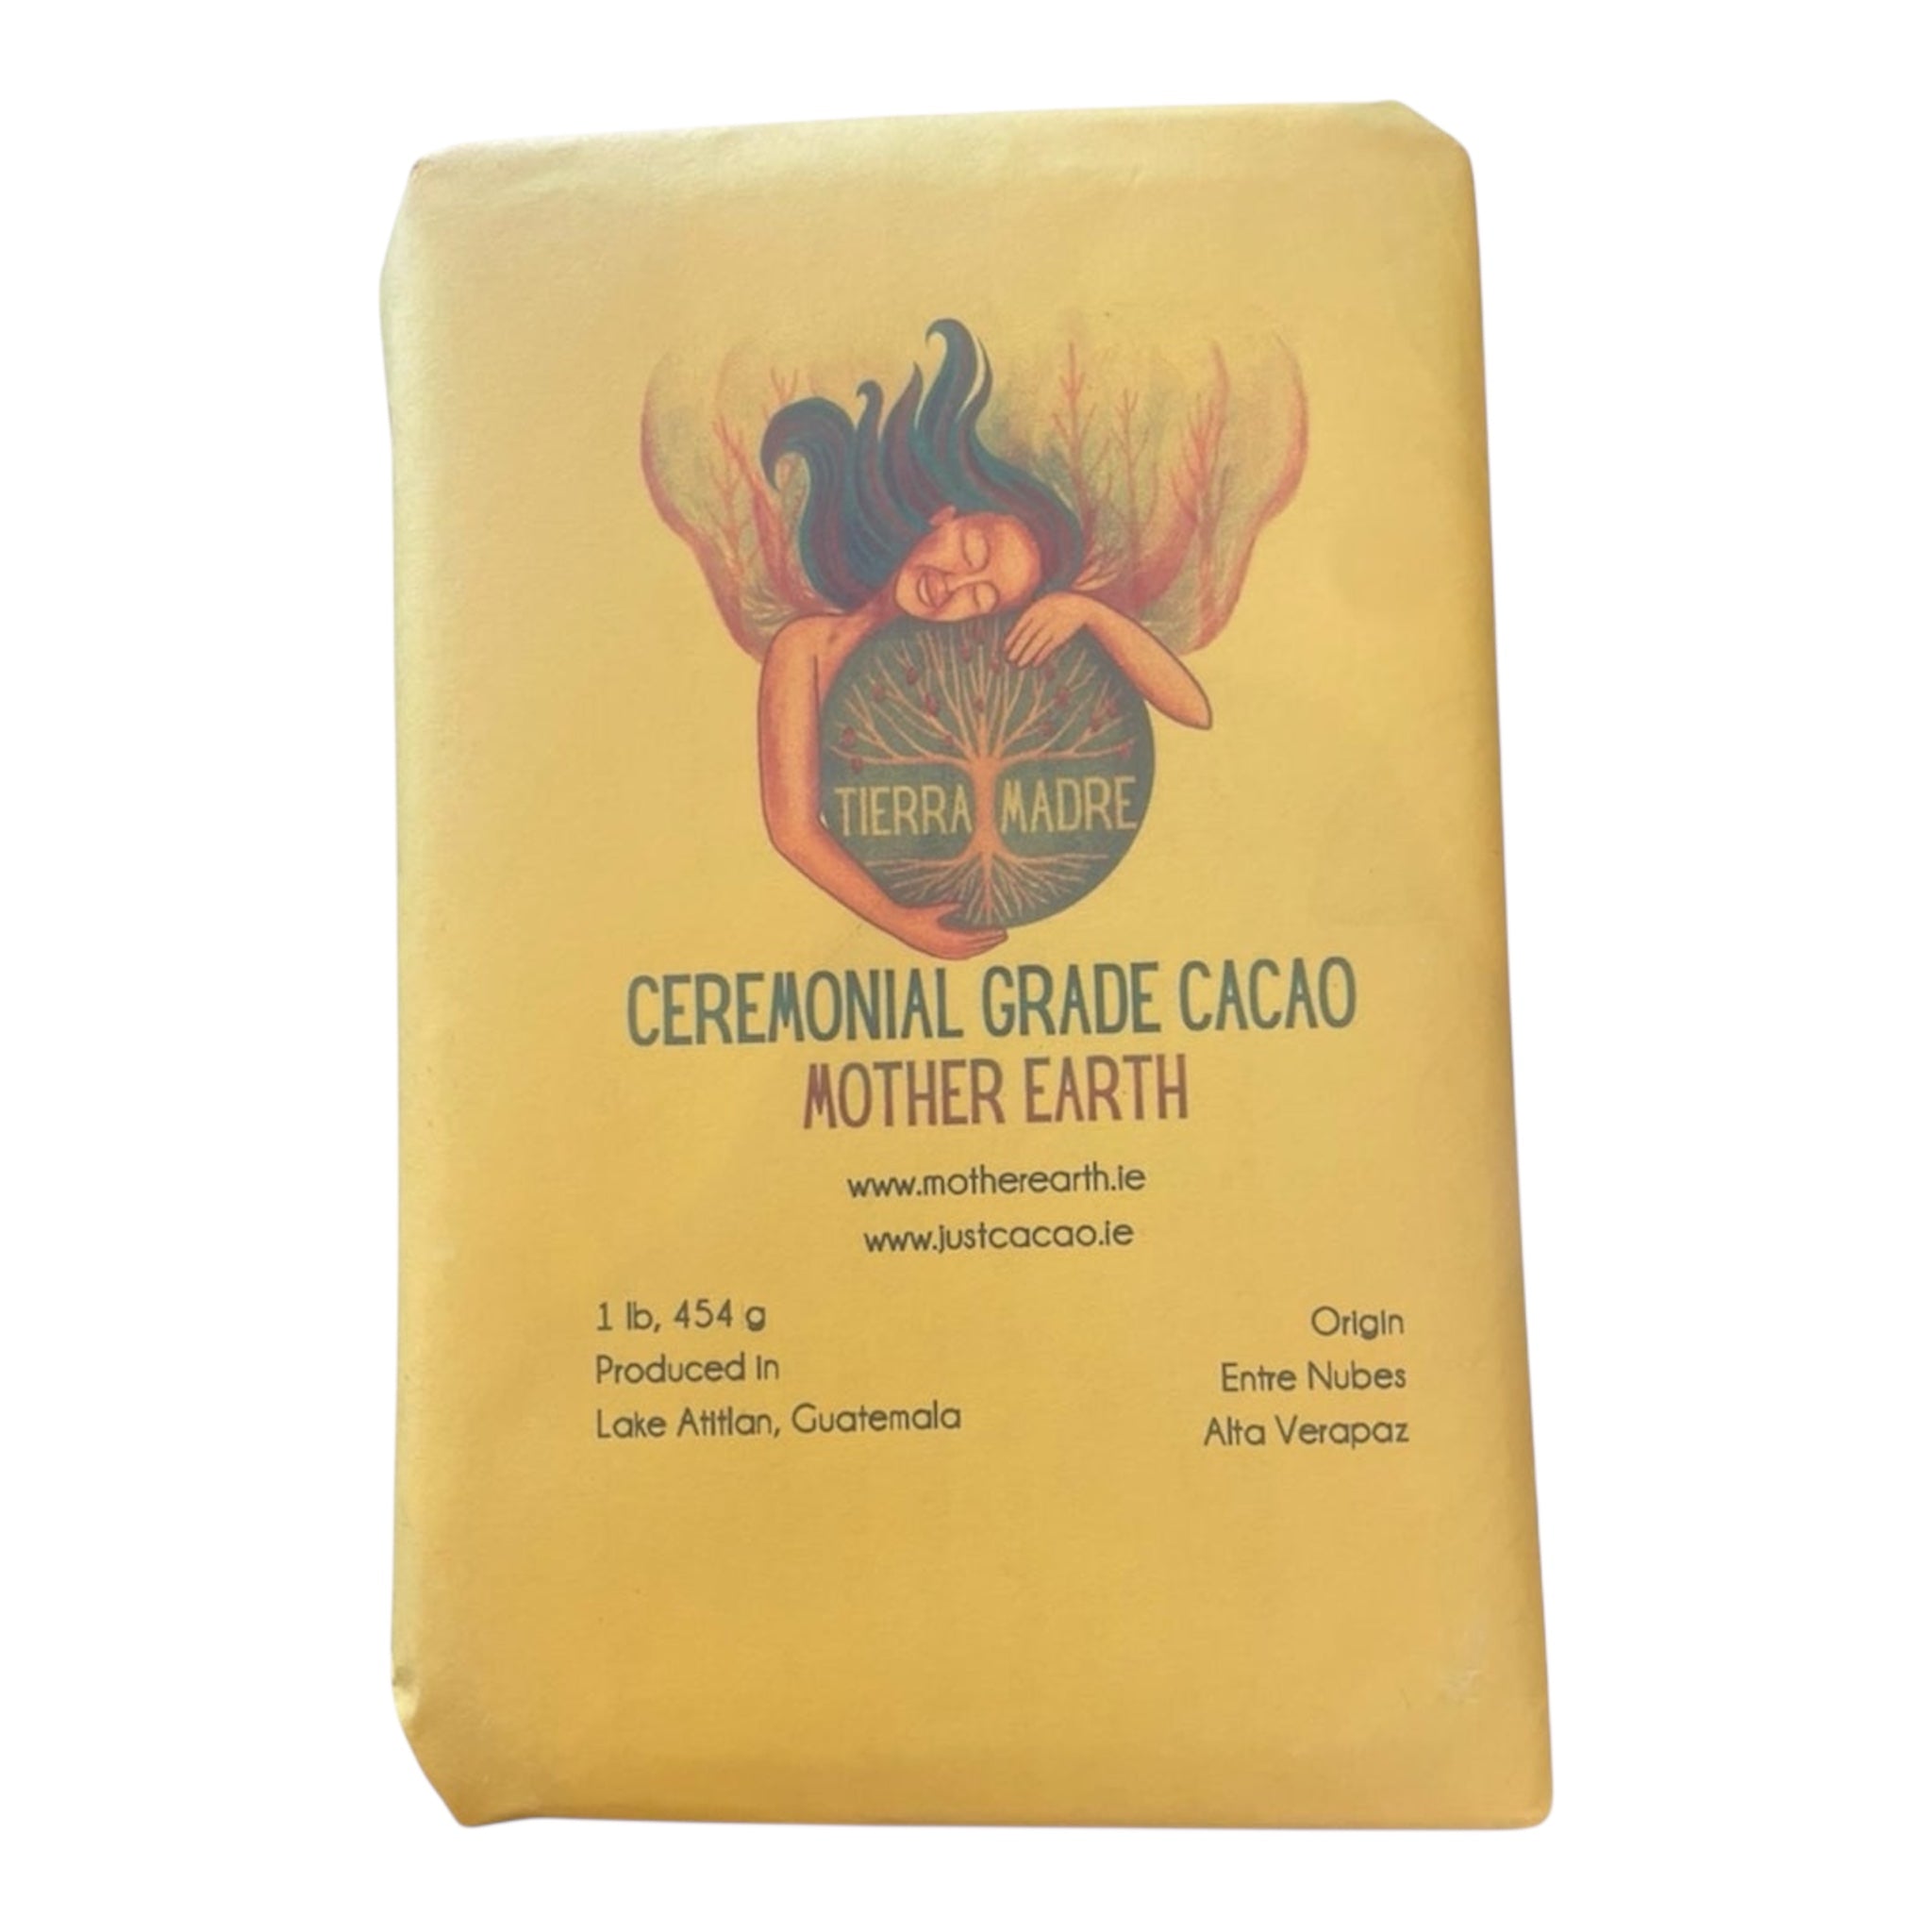 TIERRA MADRE
CEREMONIAL GRADE CACAO
MOTHER EARTH
www.motherearth.ie
www.justcacao.ie
1 lb, 454 g
Produced in
Lake Atitlan, Guatemala
Origin
Entre Nubes
Alta Verapaz